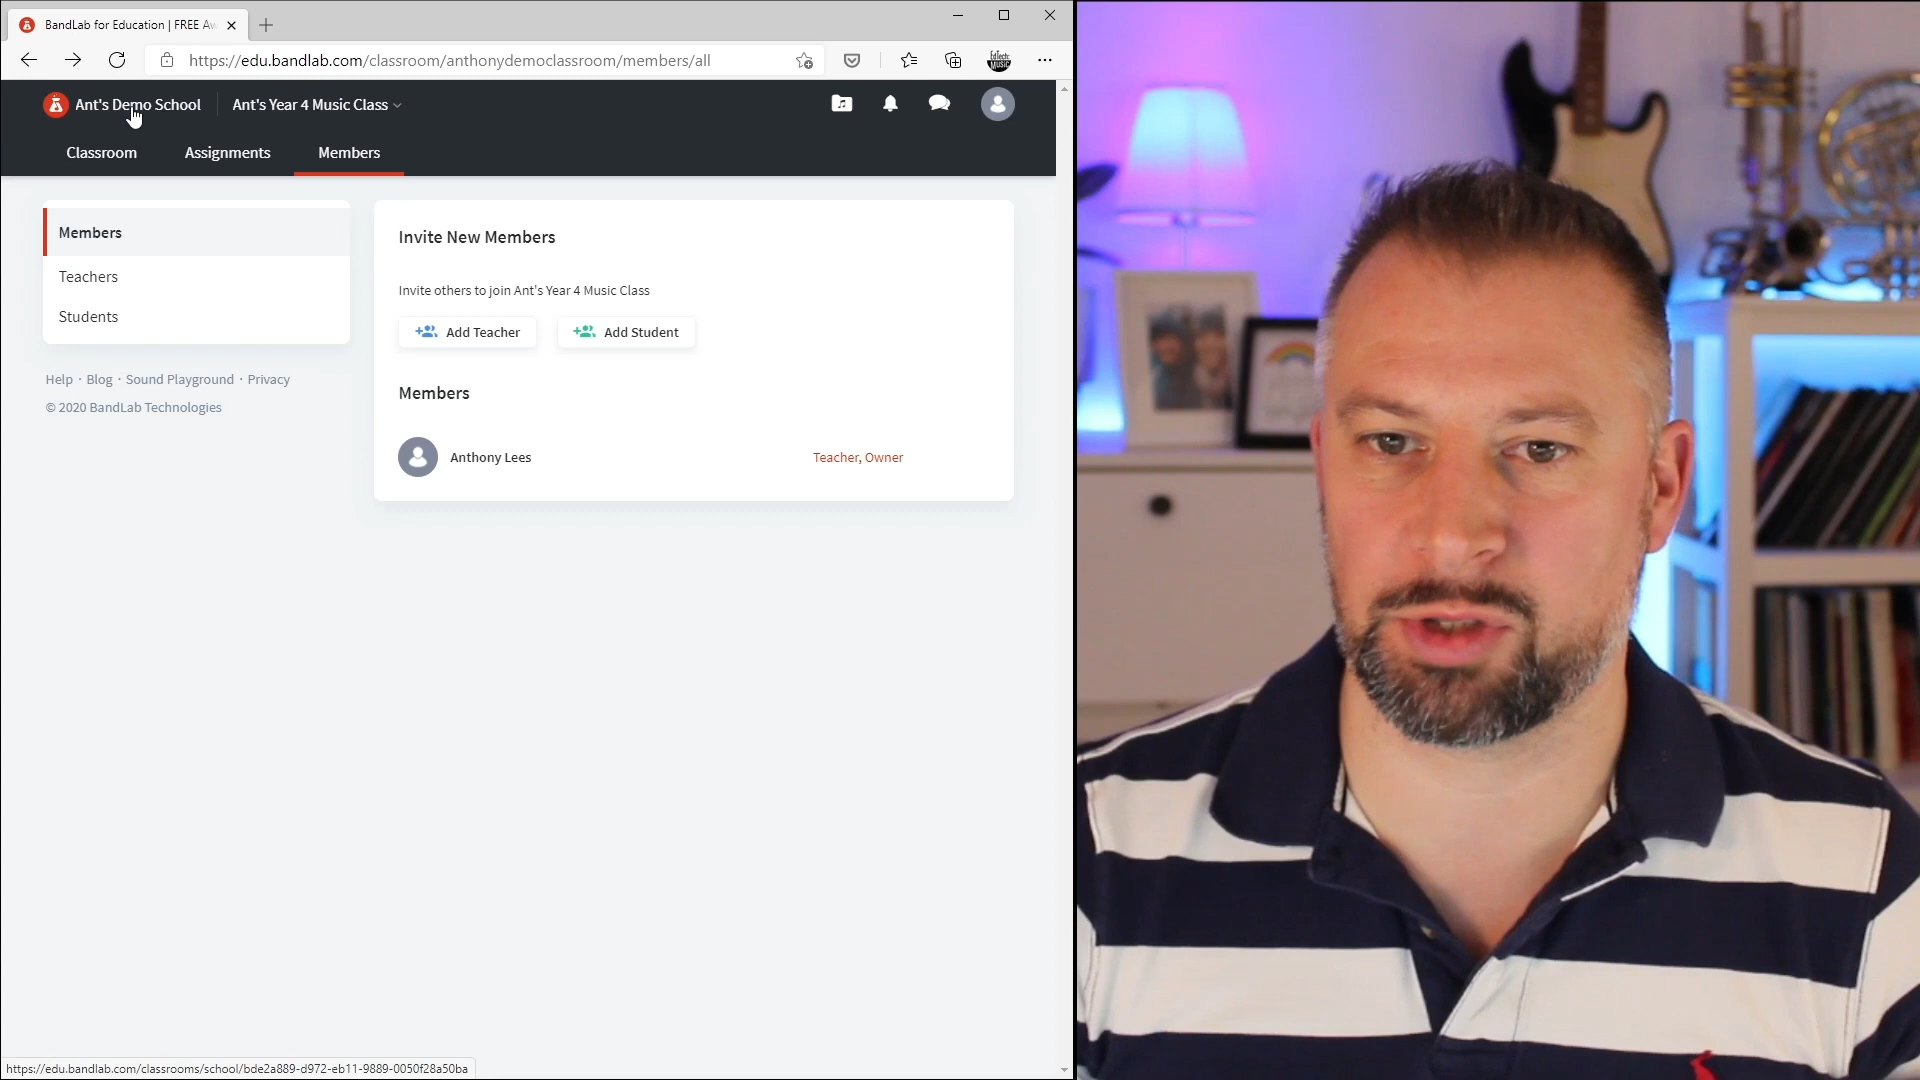 BandLab for Education | FREE Aw
https://edu.bandlab.com/classroom/anthonydemoclassroom/members/all
EdTech:
MUSIC
Ant's Demo School
Ant's Year 4 Music Class
Classroom
Assignments
Members
Members
Teachers
Students
Help · Blog · Sound Playground · Privacy
© 2020 BandLab Technologies
Invite New Members
Invite others to join Ant's Year 4 Music Class
Add Teacher
Add Student
Members
Anthony Lees
Teacher, Owner
https://edu.bandlab.com/classrooms/school/bde2a889-d972-eb11-9889-0050f28a50ba